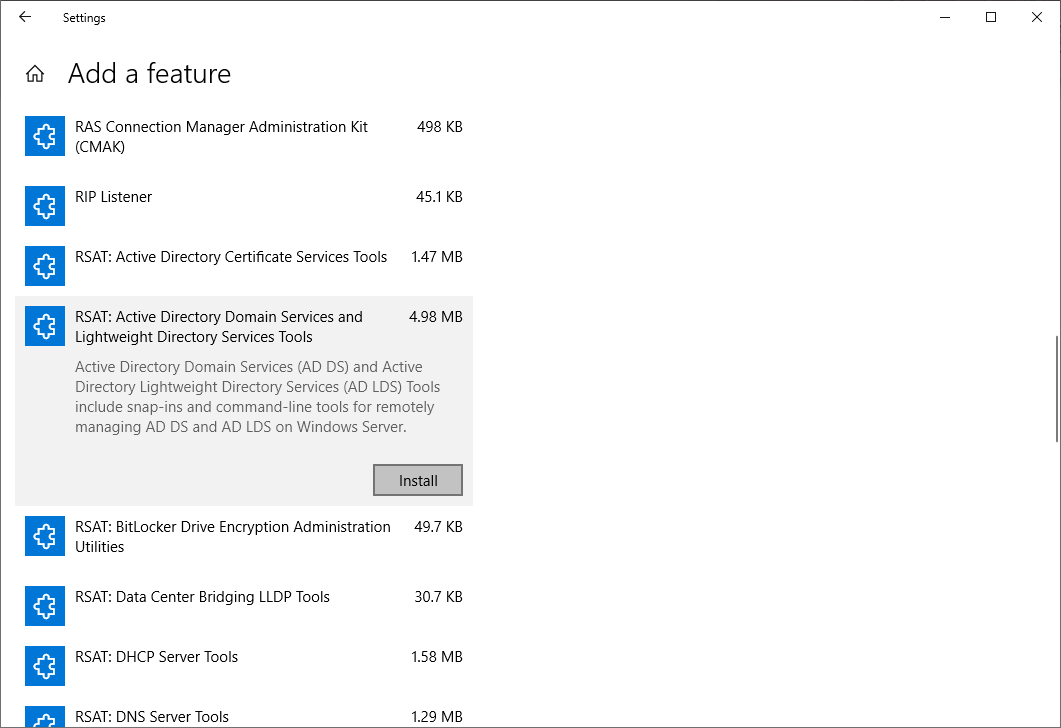 Settings
Add a feature
RAS Connection Manager Administration Kit 498 KB
(CMAK)
RIP Listener 45.1 KB
RSAT: Active Directory Certificate Services Tools 1.47 MB
RSAT: Active Directory Domain Services and 4.98 MB
Lightweight Directory Services Tools
Active Directory Domain Services (AD DS) and Active
Directory Lightweight Directory Services (AD LDS) Tools
include snap-ins and command-line tools for remotely
managing AD DS and AD LDS on Windows Server.
Install
RSAT: BitLocker Drive Encryption Administration 49.7 KB
Utilities
RSAT: Data Center Bridging LLDP Tools 30.7 KB
RSAT: DHCP Server Tools 1.58 MB
RSAT: DNS Server Tools 1.29 MB